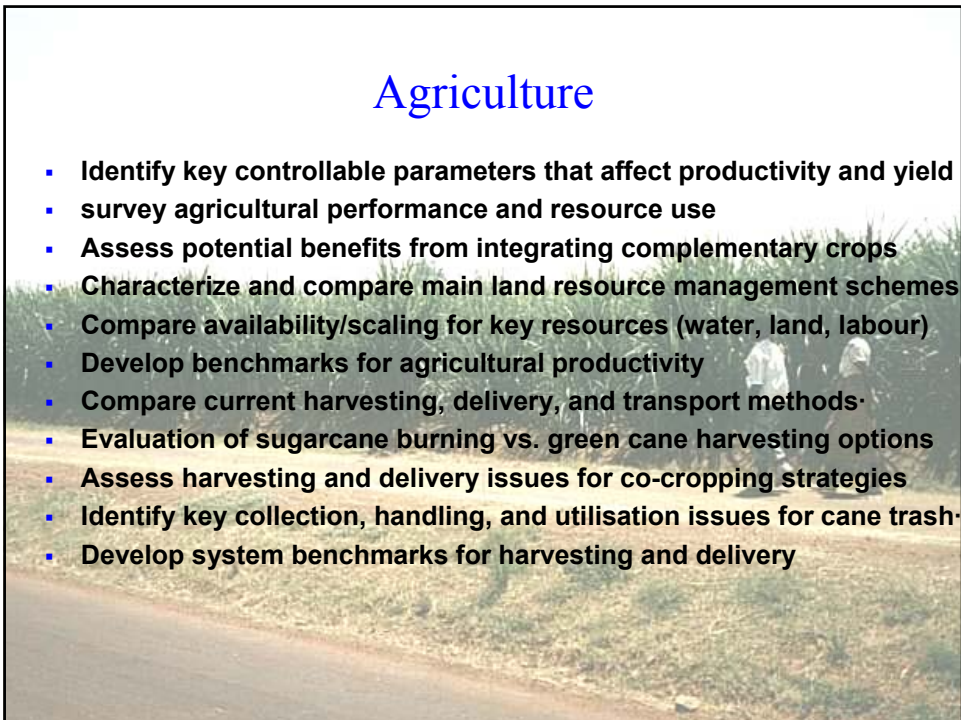 Agriculture
▪ Identify key controllable parameters that affect productivity and yield
▪ survey agricultural performance and resource use
▪ Assess potential benefits from integrating complementary crops
▪ Characterize and compare main land resource management schemes
▪ Compare availability/scaling for key resources (water, land, labour)
▪ Develop benchmarks for agricultural productivity
▪ Compare current harvesting, delivery, and transport methods·
▪ Evaluation of sugarcane burning vs. green cane harvesting options
▪ Assess harvesting and delivery issues for co-cropping strategies
▪ Identify key collection, handling, and utilisation issues for cane trash·
▪ Develop system benchmarks for harvesting and delivery